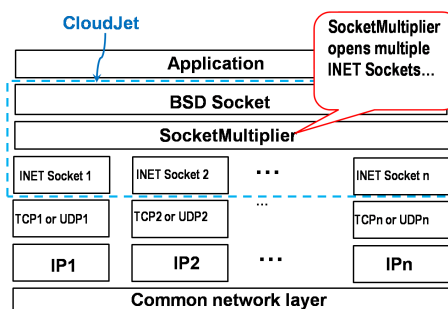 CloudJet
SocketMultiplier
opens multiple
INET Sockets...
Application
BSD Socket
SocketMultiplier
INET Socket 1 INET Socket 2 ... INET Socket n
TCP1 or UDP1 TCP2 or UDP2 ... TCPn or UDPn
IP1 IP2 ... IPn
Common network layer